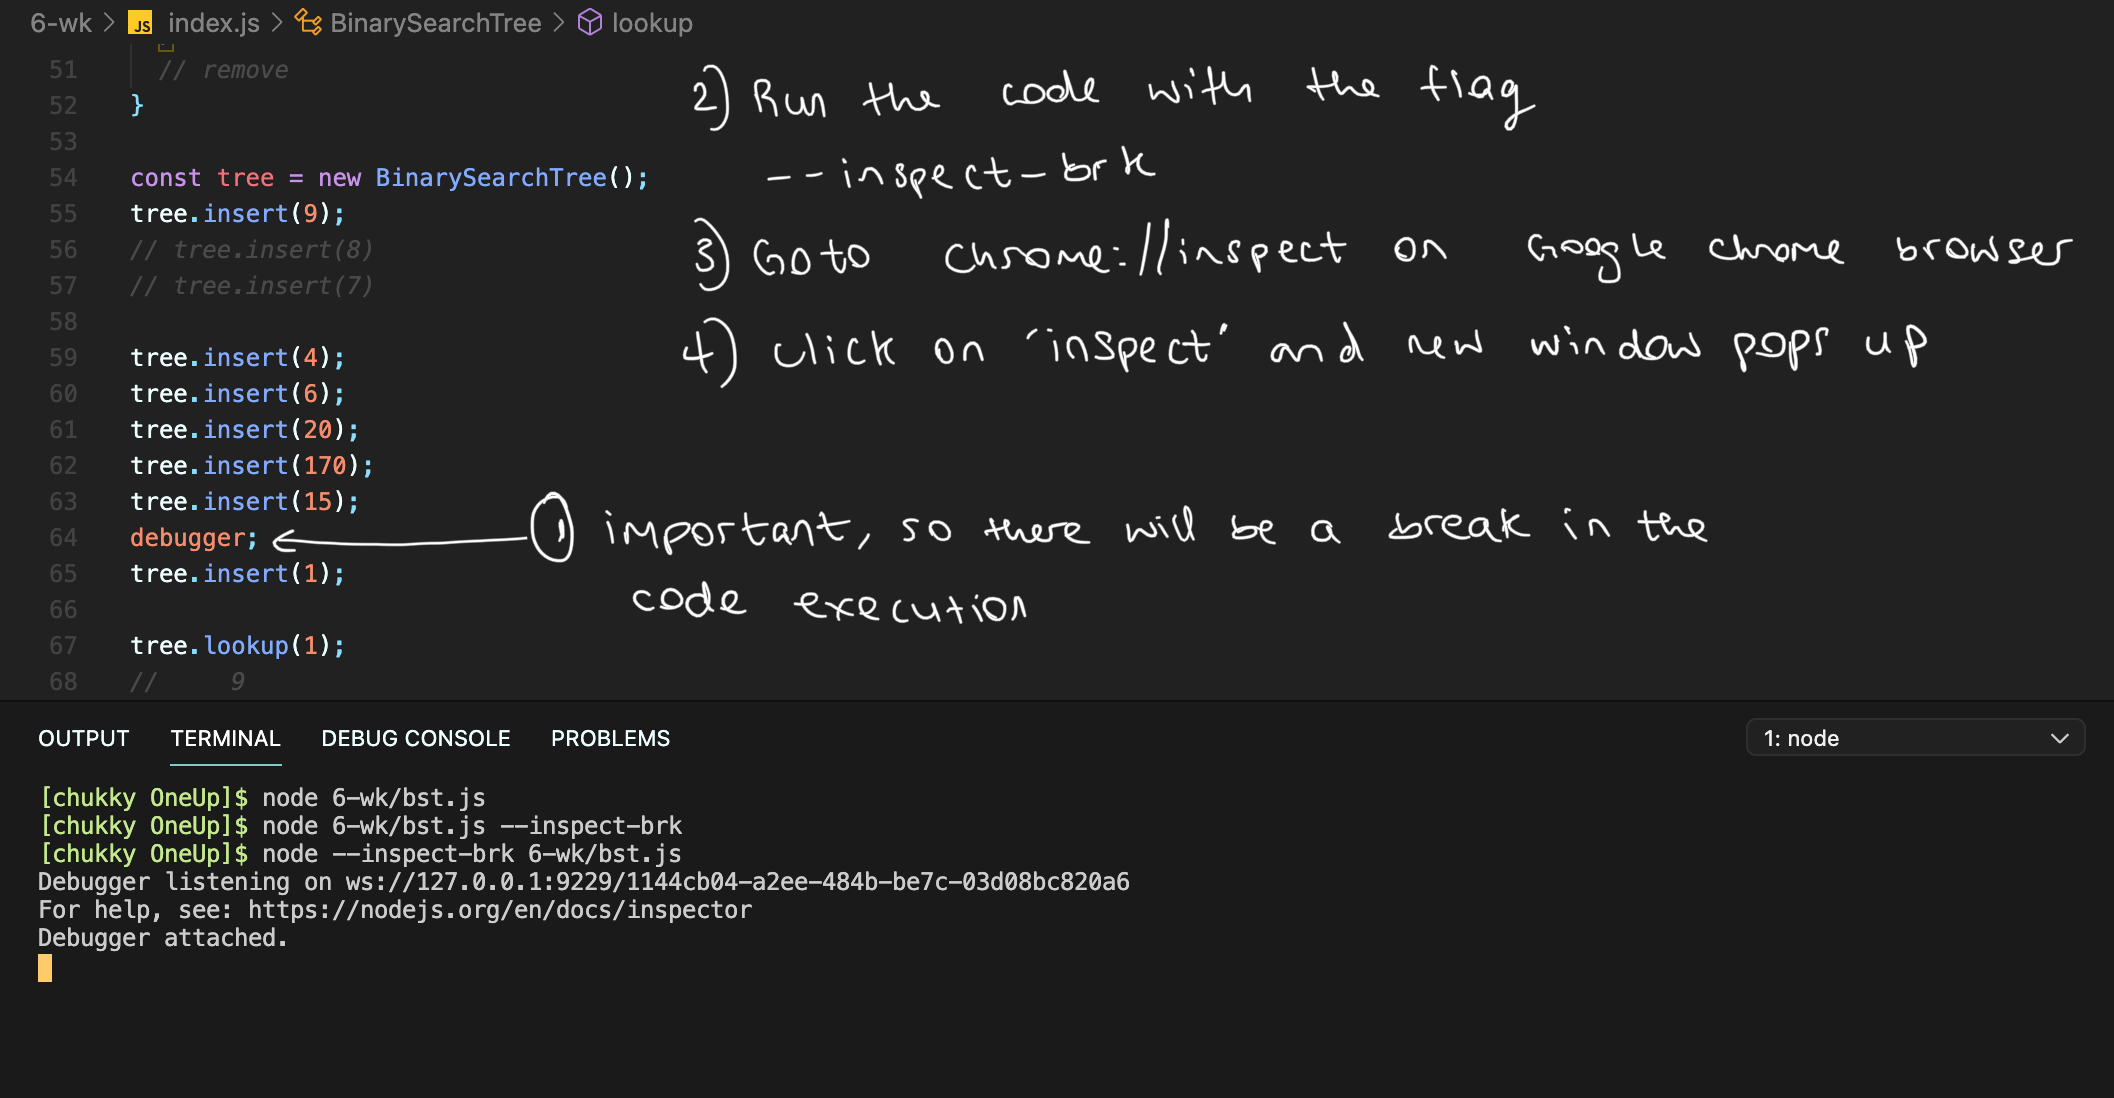 6-wk > JS index.js > BinarySearchTree > lookup
51 // remove
52 }
53
54 const tree = new BinarySearchTree();
55 tree.insert(9);
56 // tree.insert(8)
57 // tree.insert(7)
58
59 tree.insert(4);
60 tree.insert(6);
61 tree.insert(20);
62 tree.insert(170);
63 tree.insert(15);
64 debugger;
65 tree.insert(1);
66
67 tree.lookup(1);
68 // 9
2) Run the code with the flag
--inspect-brk
3) Goto chrome://inspect on Google chrome browser
4) click on 'inspect' and new window pops up
1) important, so there will be a break in the
code execution
OUTPUT TERMINAL DEBUG CONSOLE PROBLEMS 1: node
[chukky OneUp]$ node 6-wk/bst.js
[chukky OneUp]$ node 6-wk/bst.js --inspect-brk
[chukky OneUp]$ node --inspect-brk 6-wk/bst.js
Debugger listening on ws://127.0.0.1:9229/1144cb04-a2ee-484b-be7c-03d08bc820a6
For help, see: https://nodejs.org/en/docs/inspector
Debugger attached.